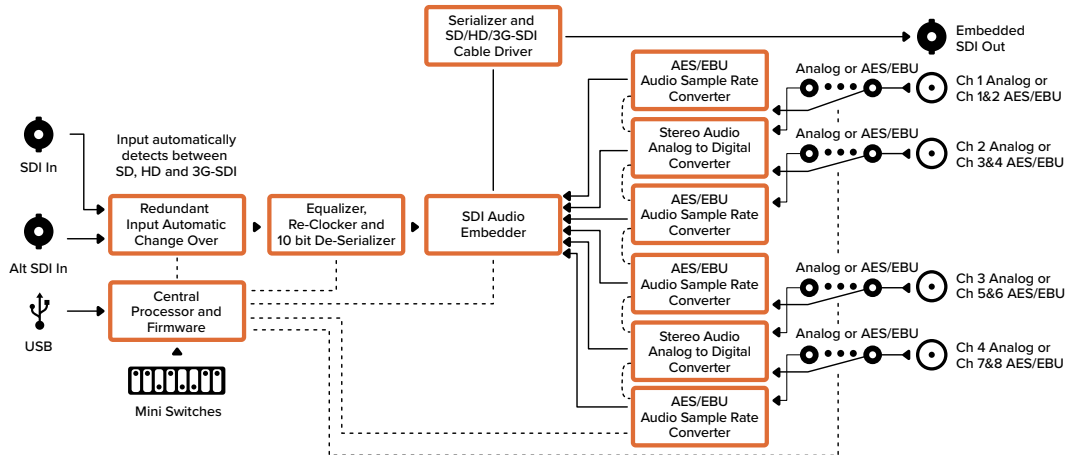 Serializer and
SD/HD/3G-SDI
Cable Driver
Embedded
SDI Out
AES/EBU
Audio Sample Rate
Converter
Analog or AES/EBU
Ch 1 Analog or
Ch 1&2 AES/EBU
SDI In
Input automatically
detects between
SD, HD and 3G-SDI
Stereo Audio
Analog to Digital
Converter
Analog or AES/EBU
Ch 2 Analog or
Ch 3&4 AES/EBU
Alt SDI In
Redundant
Input Automatic
Change Over
Equalizer,
Re-Clocker and
10 bit De-Serializer
SDI Audio
Embedder
AES/EBU
Audio Sample Rate
Converter
USB
Central
Processor and
Firmware
AES/EBU
Audio Sample Rate
Converter
Analog or AES/EBU
Ch 3 Analog or
Ch 5&6 AES/EBU
Stereo Audio
Analog to Digital
Converter
Analog or AES/EBU
Ch 4 Analog or
Ch 7&8 AES/EBU
Mini Switches
AES/EBU
Audio Sample Rate
Converter